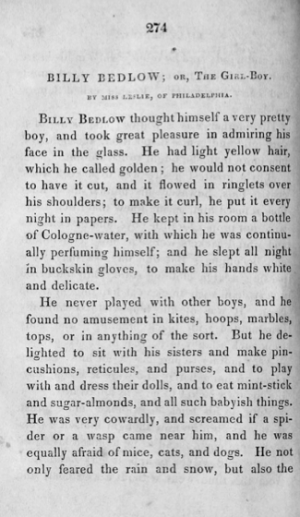 274
BILLY BEDLOW; OR, THE GIRL-BOY.
BY MISS LESLIE, OF PHILADELPHIA.
BILLY BEDLOW thought himself a very pretty
boy, and took great pleasure in admiring his
face in the glass. He had light yellow hair,
which he called golden; he would not consent
to have it cut, and it flowed in ringlets over
his shoulders; to make it curl, he put it every
night in papers. He kept in his room a bottle
of Cologne-water, with which he was continu-
ally perfuming himself; and he slept all night
in buckskin gloves, to make his hands white
and delicate.
He never played with other boys, and he
found no amusement in kites, hoops, marbles,
tops, or in anything of the sort. But he de-
lighted to sit with his sisters and make pin-
cushions, reticules, and purses, and to play
with and dress their dolls, and to eat mint-stick
and sugar-almonds, and all such babyish things.
He was very cowardly, and screamed if a spi-
der or a wasp came near him, and he was
equally afraid of mice, cats, and dogs. He not
only feared the rain and snow, but also the